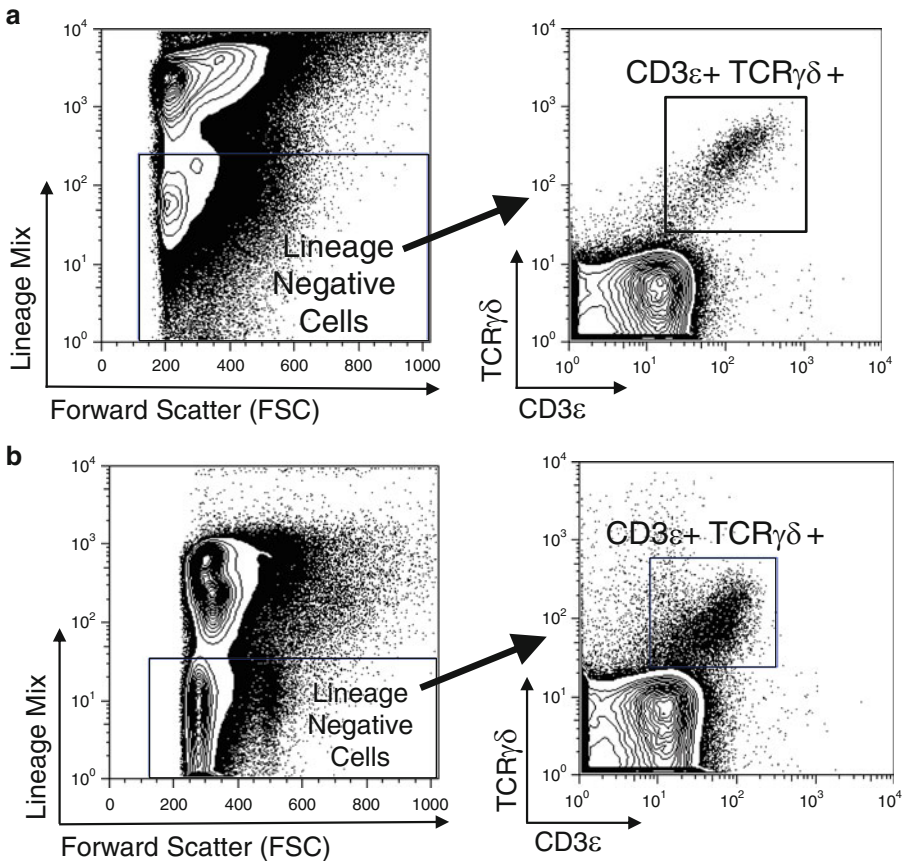 a
10⁴
10³
10²
10¹
10⁰
Lineage Mix
Lineage
Negative
Cells
0 200 400 600 800 1000
Forward Scatter (FSC)
CD3ε+ TCRγδ +
10⁴
10³
10²
10¹
10⁰
TCRγδ
10⁰ 10¹ 10² 10³ 10⁴
CD3ε
b
10⁴
10³
10²
10¹
10⁰
Lineage Mix
Lineage
Negative
Cells
0 200 400 600 800 1000
Forward Scatter (FSC)
CD3ε+ TCRγδ +
10⁴
10³
10²
10¹
10⁰
TCRγδ
10⁰ 10¹ 10² 10³ 10⁴
CD3ε